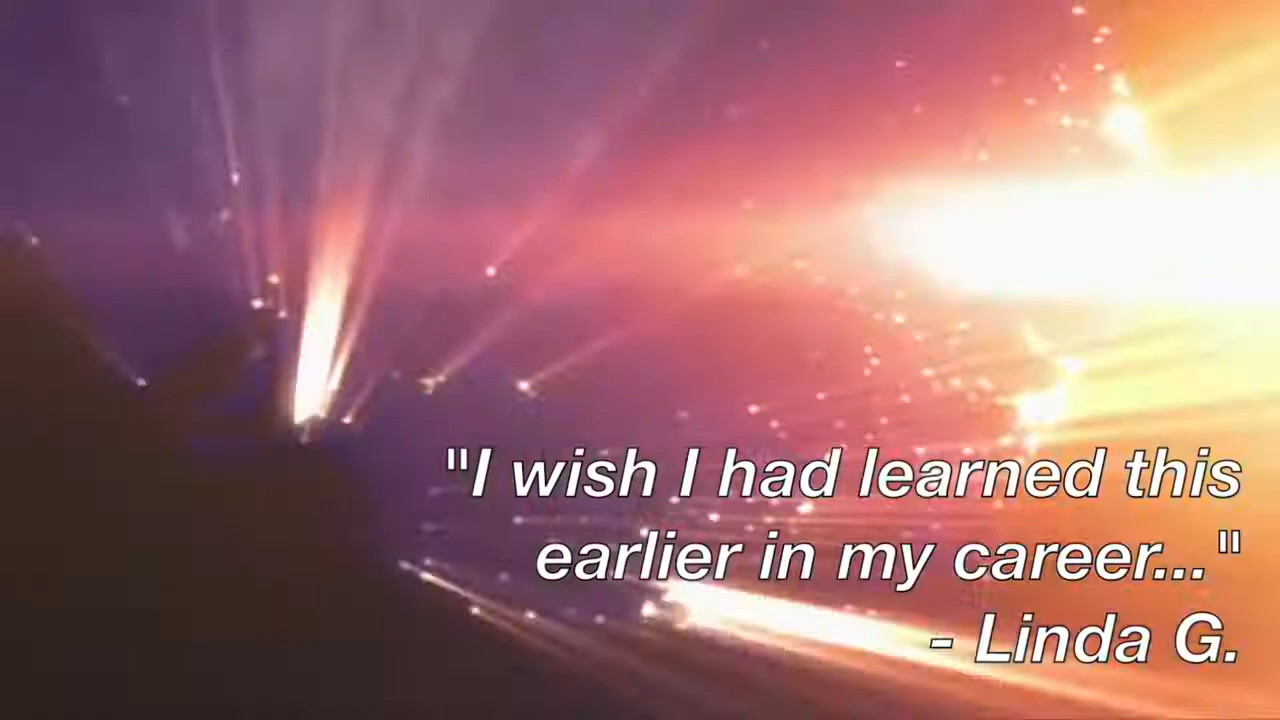 "I wish I had learned this
earlier in my career..."
- Linda G.